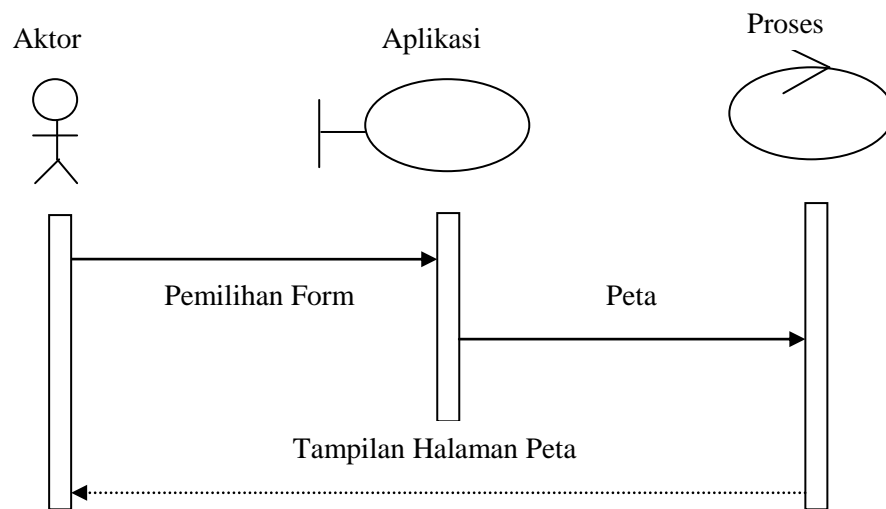 Aktor
Aplikasi
Proses
Pemilihan Form
Peta
Tampilan Halaman Peta